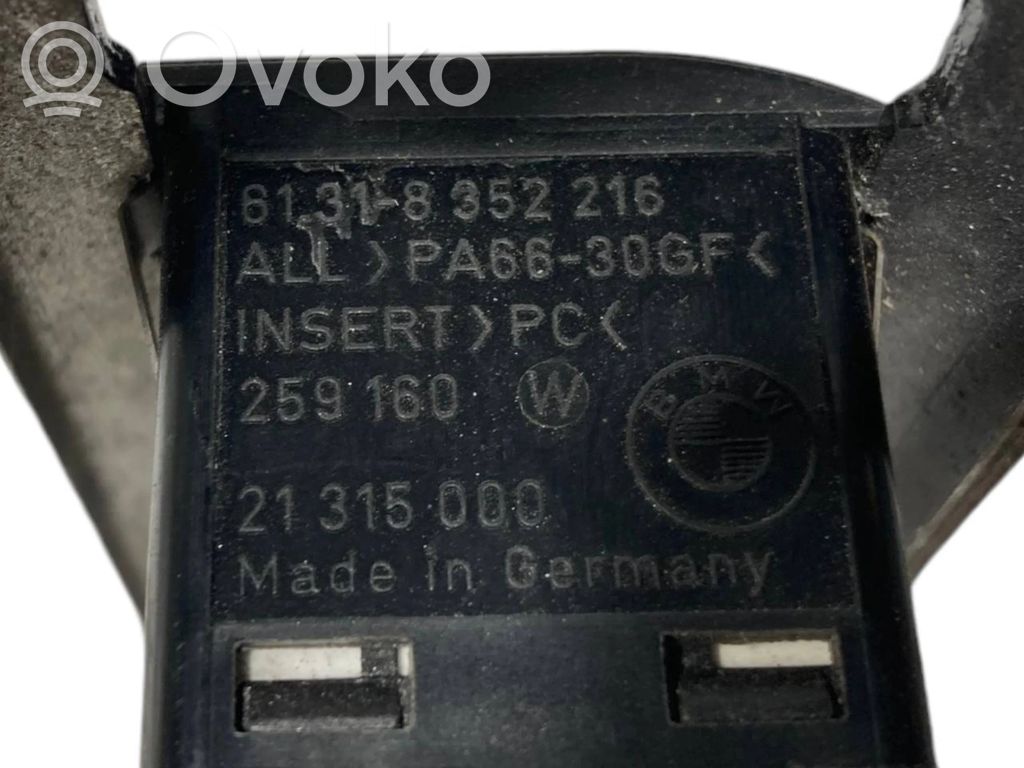 Ovoko
61.31-8 352 216
ALL >PA66-30GF<
INSERT >PC<
259 160 W
BMW
21 315 000
Made in Germany